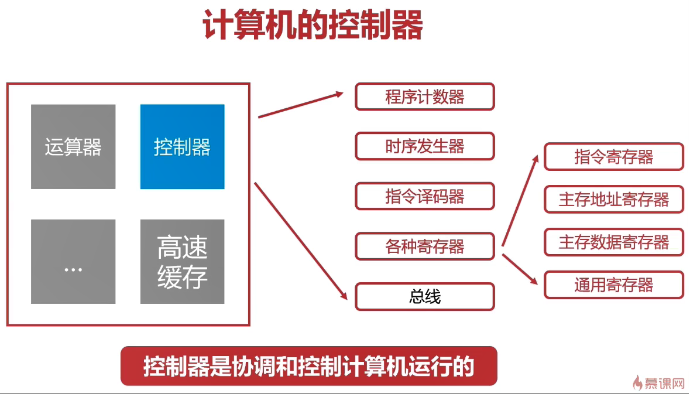 计算机的控制器
运算器
控制器
...
高速
缓存
程序计数器
时序发生器
指令译码器
各种寄存器
总线
指令寄存器
主存地址寄存器
主存数据寄存器
通用寄存器
控制器是协调和控制计算机运行的
慕课网